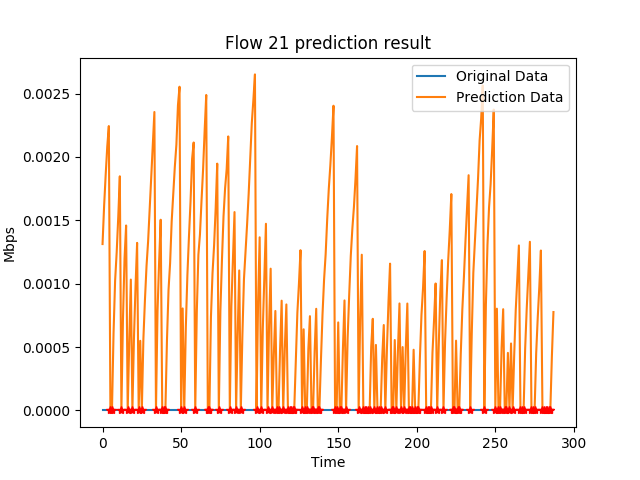 Flow 21 prediction result
Original Data
Prediction Data
Mbps
0.0025
0.0020
0.0015
0.0010
0.0005
0.0000
0 50 100 150 200 250 300
Time